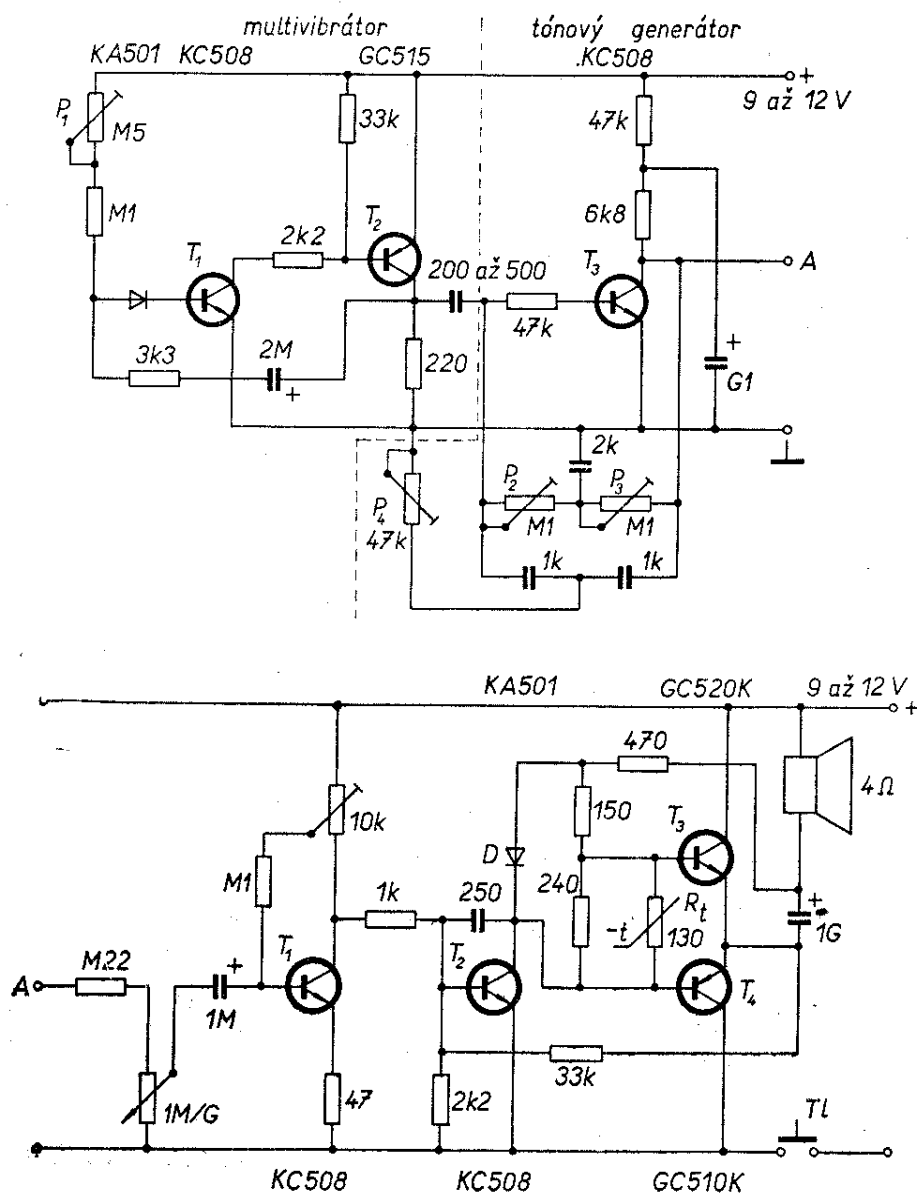 multivibrátor
tónový generátor
KA501 KC508 GC515 .KC508
+
9 až 12 V
P1
M5
33k
47k
M1
6k8
T1
2k2
T2
200 až 500
T3
A
47k
3k3
2M
+
220
+
G1
2k
P2
P3
P4
47k
M1
M1
1k
1k
KA501
GC520K
9 až 12 V
+
470
4Ω
150
10k
T3
D
M1
240
1k
250
Rt
+
-t
130
1G
T1
T2
M22
+
A
1M
T4
33k
1M/G
47
2k2
Tl
KC508
KC508
GC510K